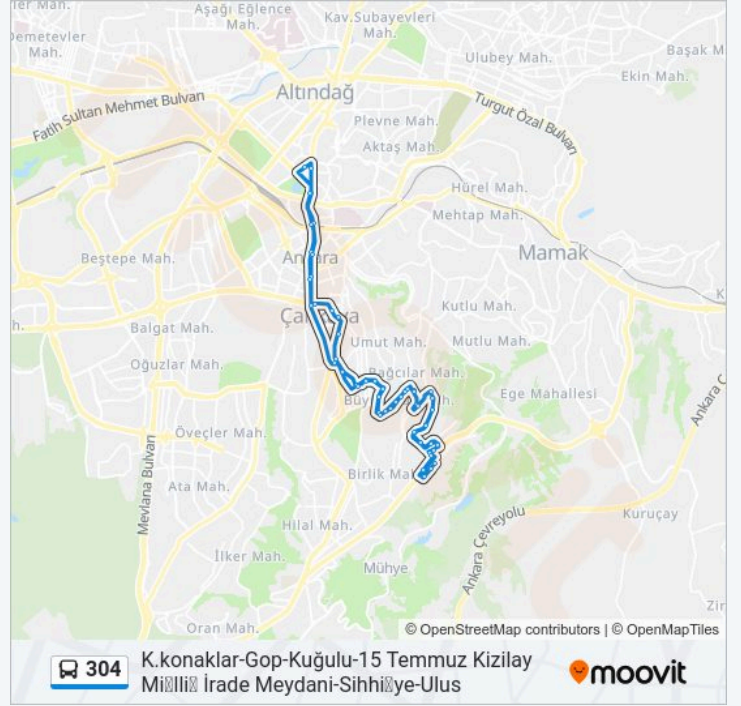 ler Mah.
Aşağı Eğlence
Mah.
Kav.Subayevleri
Mah.
Demetevler
Mah.
Ulubey Mah.
Başak M
Ekin Mah.
Altındağ
Fatih Sultan Mehmet Bulvarı
Plevne Mah.
Turgut Özal Bulvarı
Aktaş Mah.
Hürel Mah.
Mehtap Mah.
Beştepe Mah.
Mamak
K
h.
Balgat Mah.
Kutlu Mah.
Umut Mah.
Mutlu Mah.
Oğuzlar Mah.
Bağcılar Mah.
Ege Mahallesi
Ankara Ç
Öveçler Mah.
Mevlana Bulvarı
Birlik Mah.
Ata Mah.
Hilal Mah.
Kuruçay
İlker Mah.
Mühye
Ankara Çevreyolu
Zir
Oran Mah.
© OpenStreetMap contributors | © OpenMapTiles
304
K.konaklar-Gop-Kuğulu-15 Temmuz Kizilay
Mi̇lli̇ İrade Meydani-Sihhi̇ye-Ulus
moovit